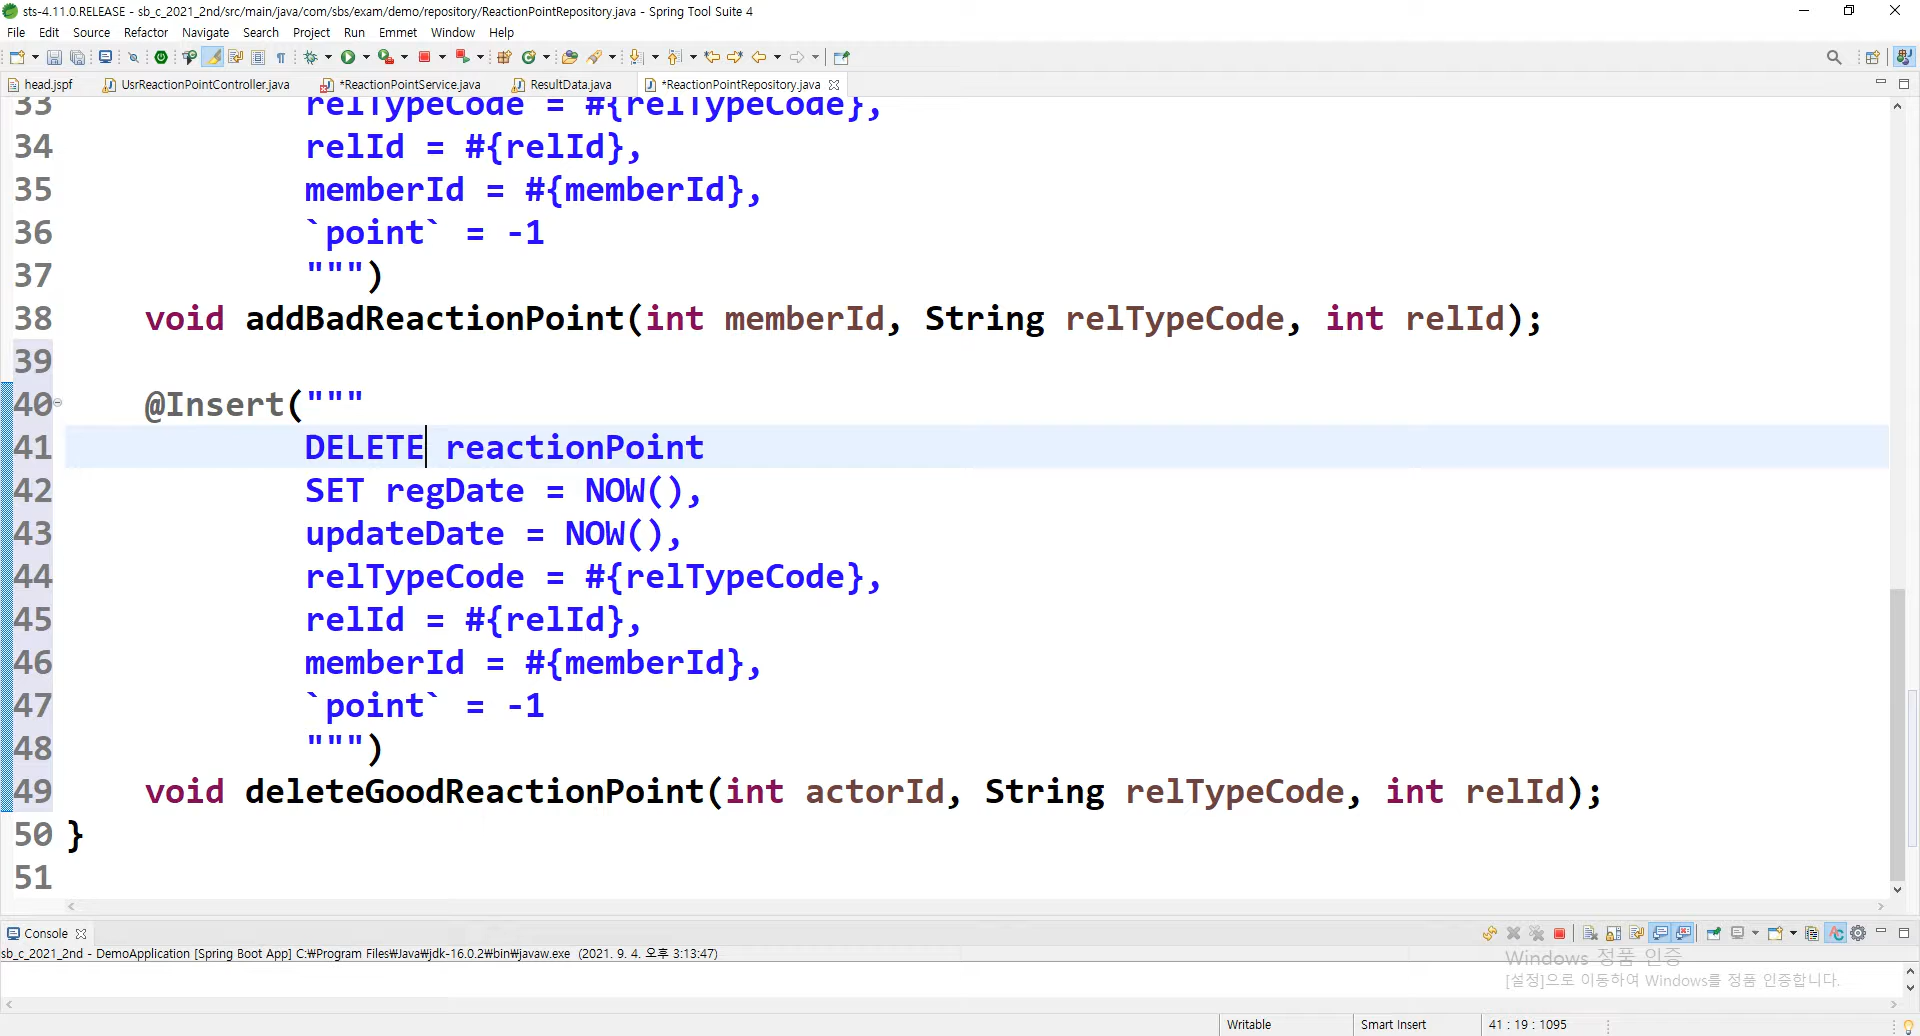 sts-4.11.0.RELEASE - sb_c_2021_2nd/src/main/java/com/sbs/exam/demo/repository/ReactionPointRepository.java - Spring Tool Suite 4
File Edit Source Refactor Navigate Search Project Run Emmet Window Help
head.jspf UsrReactionPointController.java *ReactionPointService.java ResultData.java *ReactionPointRepository.java
33 relTypeCode = #{relTypeCode},
34 relId = #{relId},
35 memberId = #{memberId},
36 `point` = -1
37 """)
38 void addBadReactionPoint(int memberId, String relTypeCode, int relId);
39
40 @Insert("""
41 DELETE reactionPoint
42 SET regDate = NOW(),
43 updateDate = NOW(),
44 relTypeCode = #{relTypeCode},
45 relId = #{relId},
46 memberId = #{memberId},
47 `point` = -1
48 """)
49 void deleteGoodReactionPoint(int actorId, String relTypeCode, int relId);
50 }
51
Console
sb_c_2021_2nd - DemoApplication [Spring Boot App] C:₩Program Files₩Java₩jdk-16.0.2₩bin₩javaw.exe (2021. 9. 4. 오후 3:13:47)
Windows 정품 인증
[설정]으로 이동하여 Windows를 정품 인증합니다.
Writable Smart Insert 41 : 19 : 1095